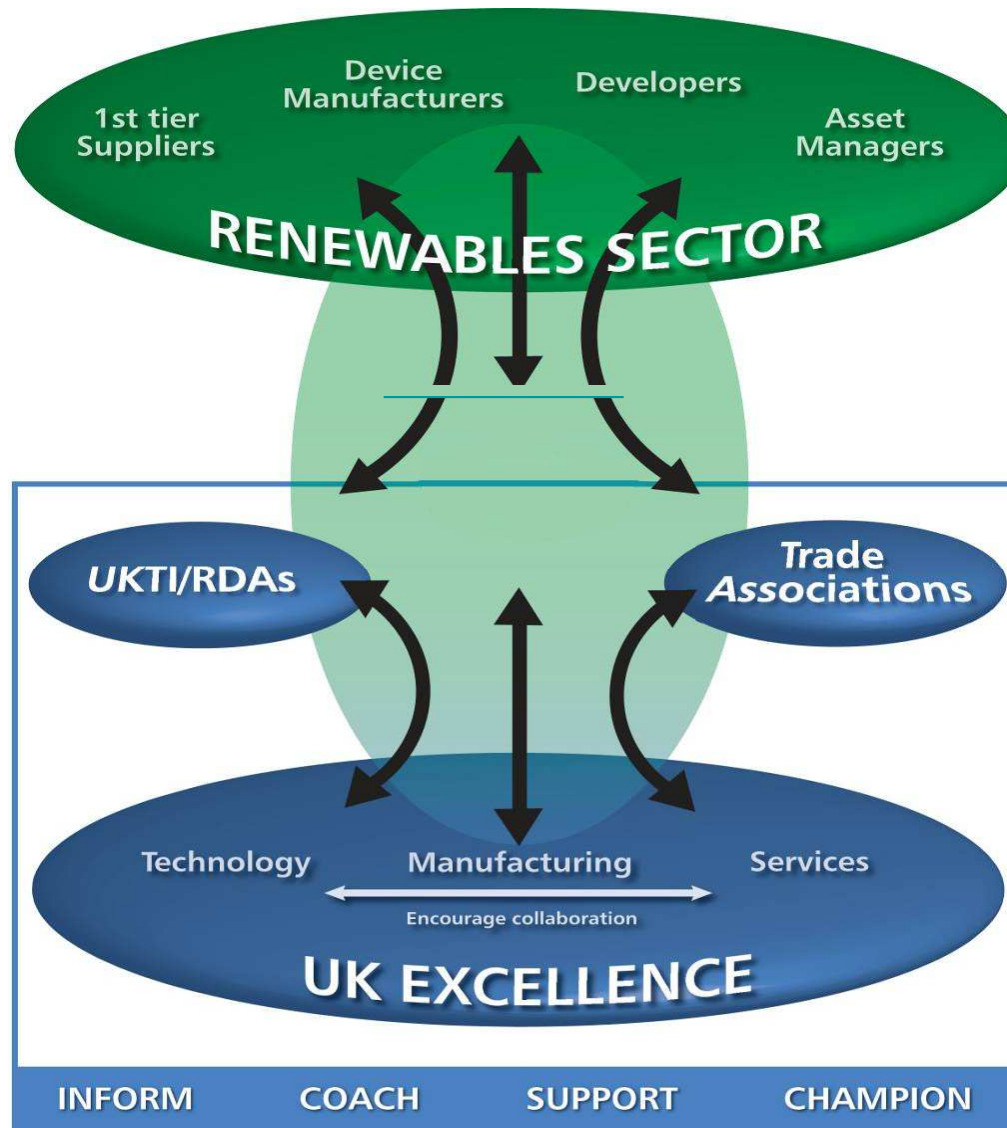 Device
Manufacturers
Developers
1st tier
Suppliers
Asset
Managers
RENEWABLES SECTOR
UKTI/RDAs
Trade
Associations
Technology
Manufacturing
Services
Encourage collaboration
UK EXCELLENCE
INFORM COACH SUPPORT CHAMPION